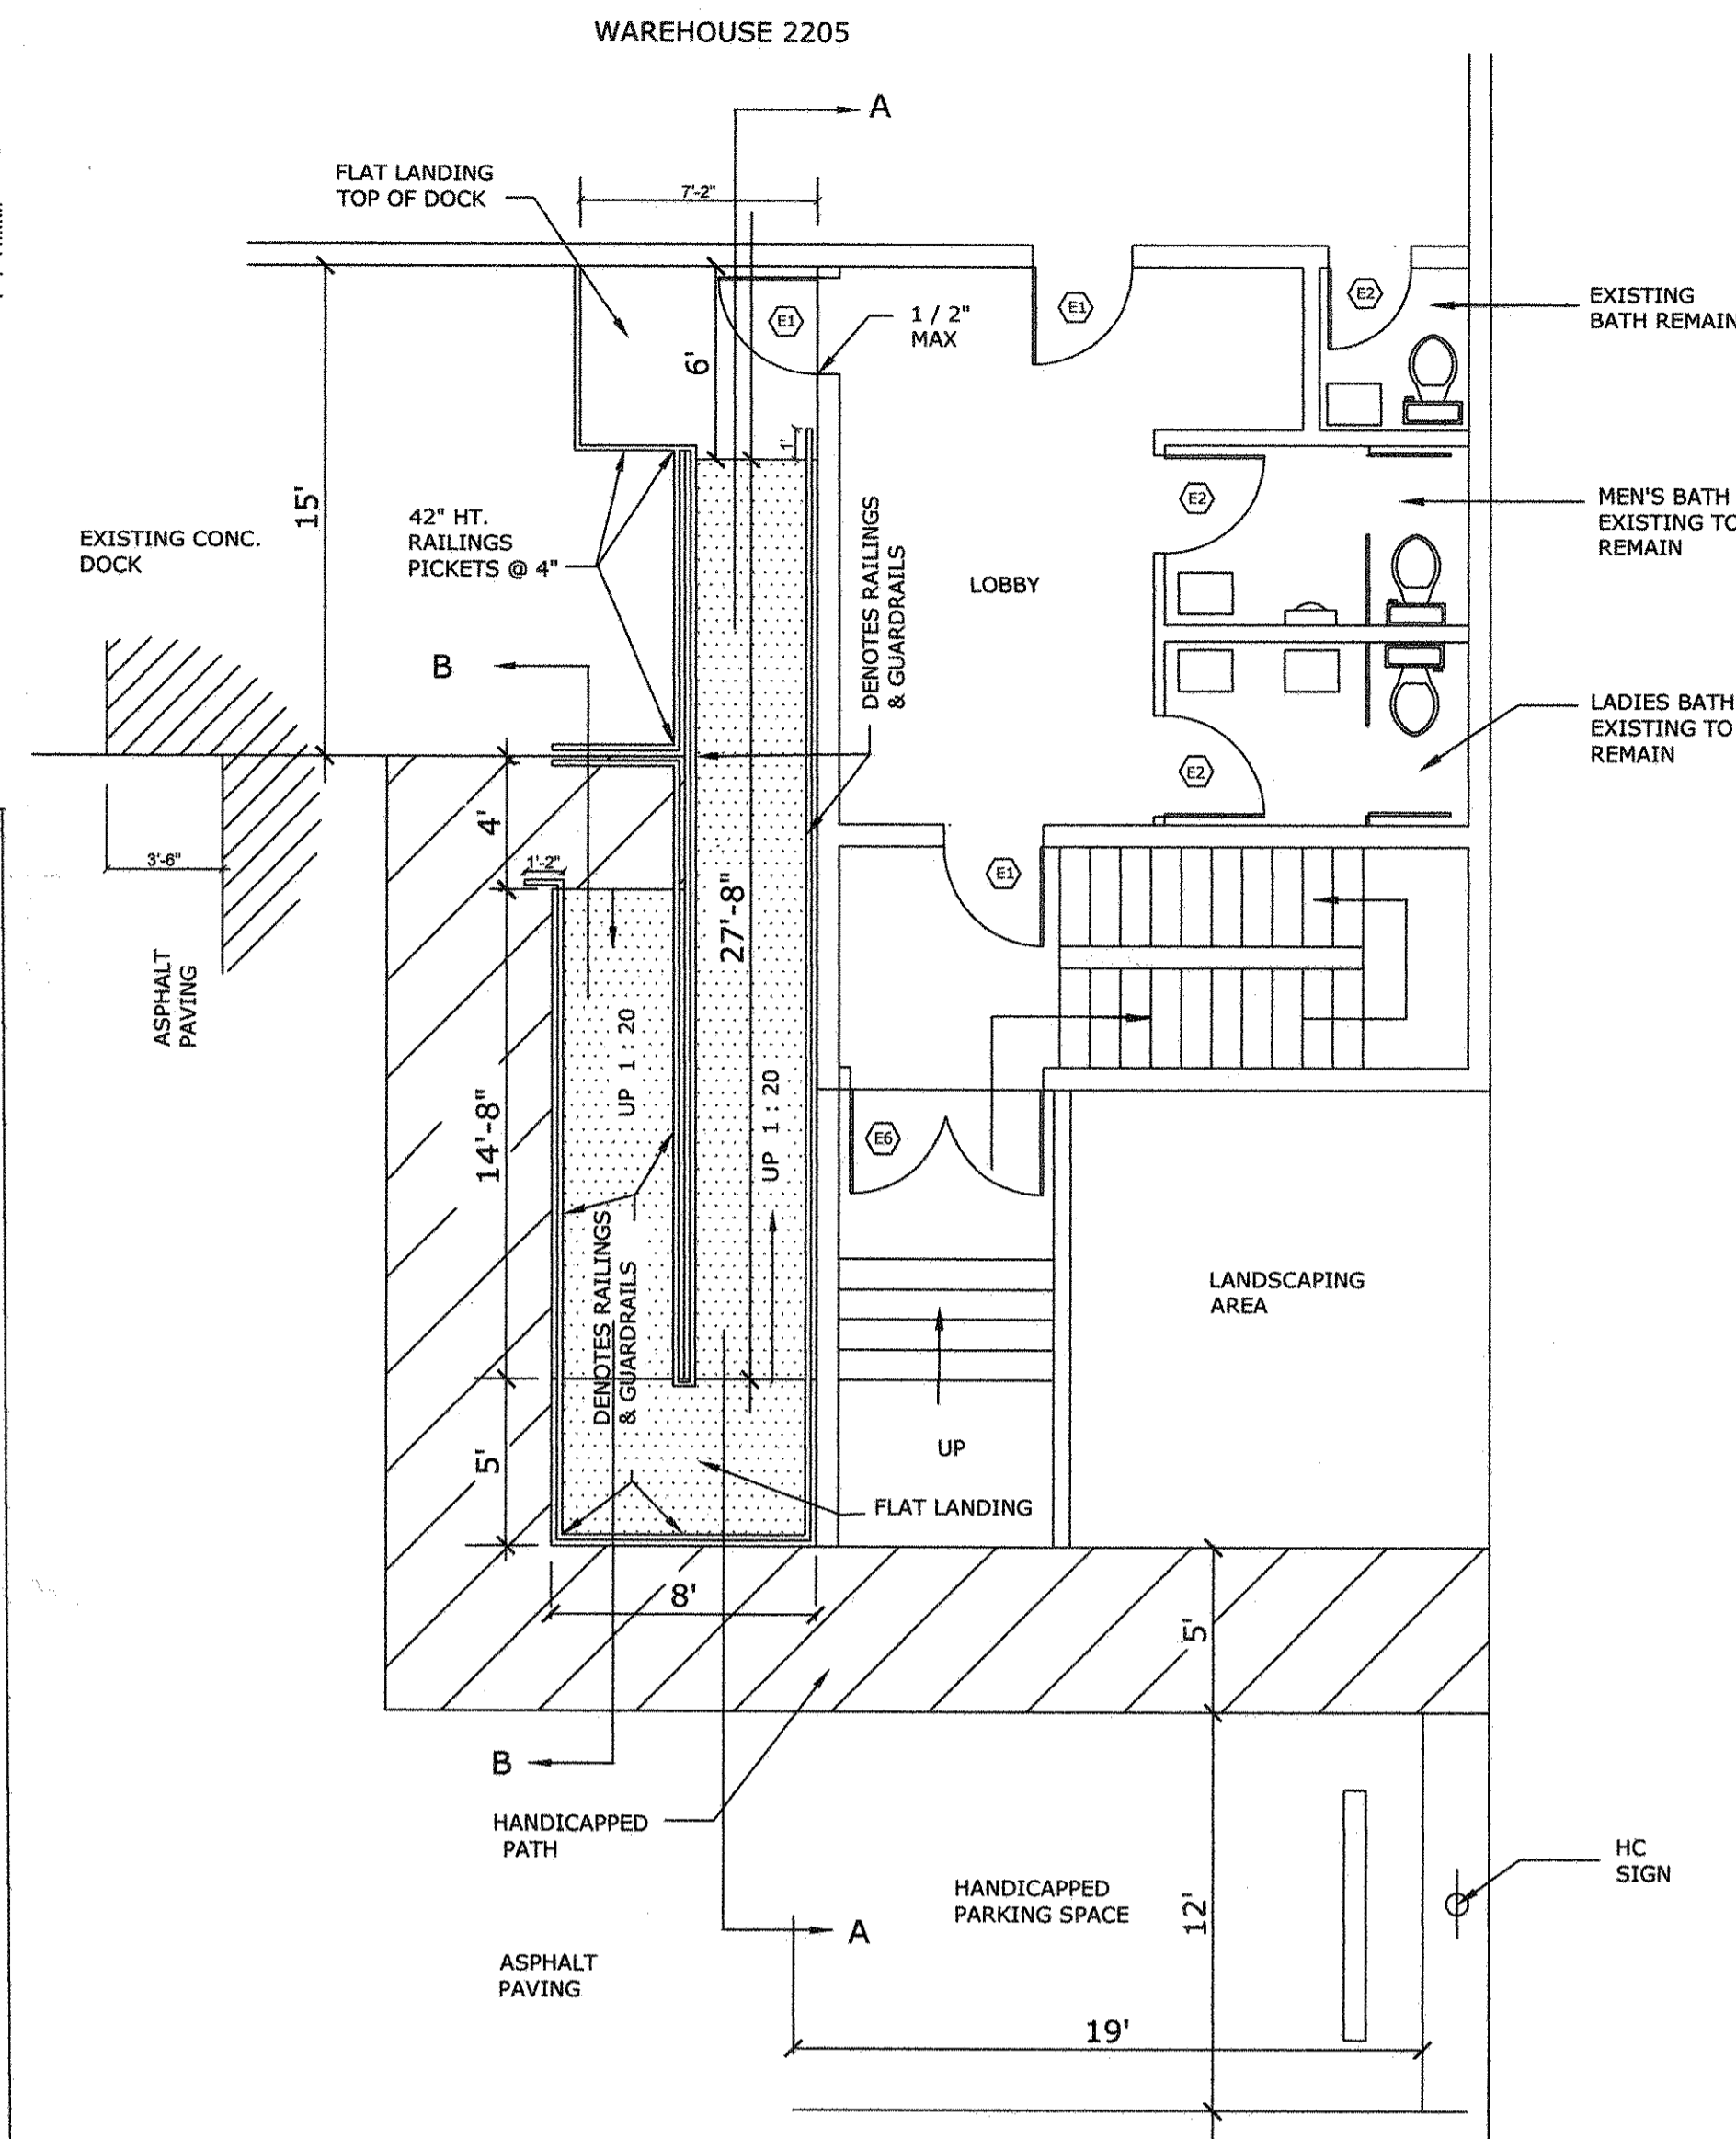 WAREHOUSE 2205
A
FLAT LANDING
TOP OF DOCK
7'-2"
E1
1 / 2"
MAX
E1
E2
EXISTING
BATH REMAIN
6'
1'
15'
EXISTING CONC.
DOCK
42" HT.
RAILINGS
PICKETS @ 4"
DENOTES RAILINGS
& GUARDRAILS
LOBBY
E2
MEN'S BATH
EXISTING TO
REMAIN
B
LADIES BATH
EXISTING TO
REMAIN
E2
4'
3'-6"
1'-2"
27'-8"
E1
ASPHALT
PAVING
UP 1 : 20
UP 1 : 20
14'-8"
E6
DENOTES RAILINGS
& GUARDRAILS
LANDSCAPING
AREA
UP
5'
FLAT LANDING
8'
5'
B
HANDICAPPED
PATH
HANDICAPPED
PARKING SPACE
12'
HC
SIGN
A
ASPHALT
PAVING
19'